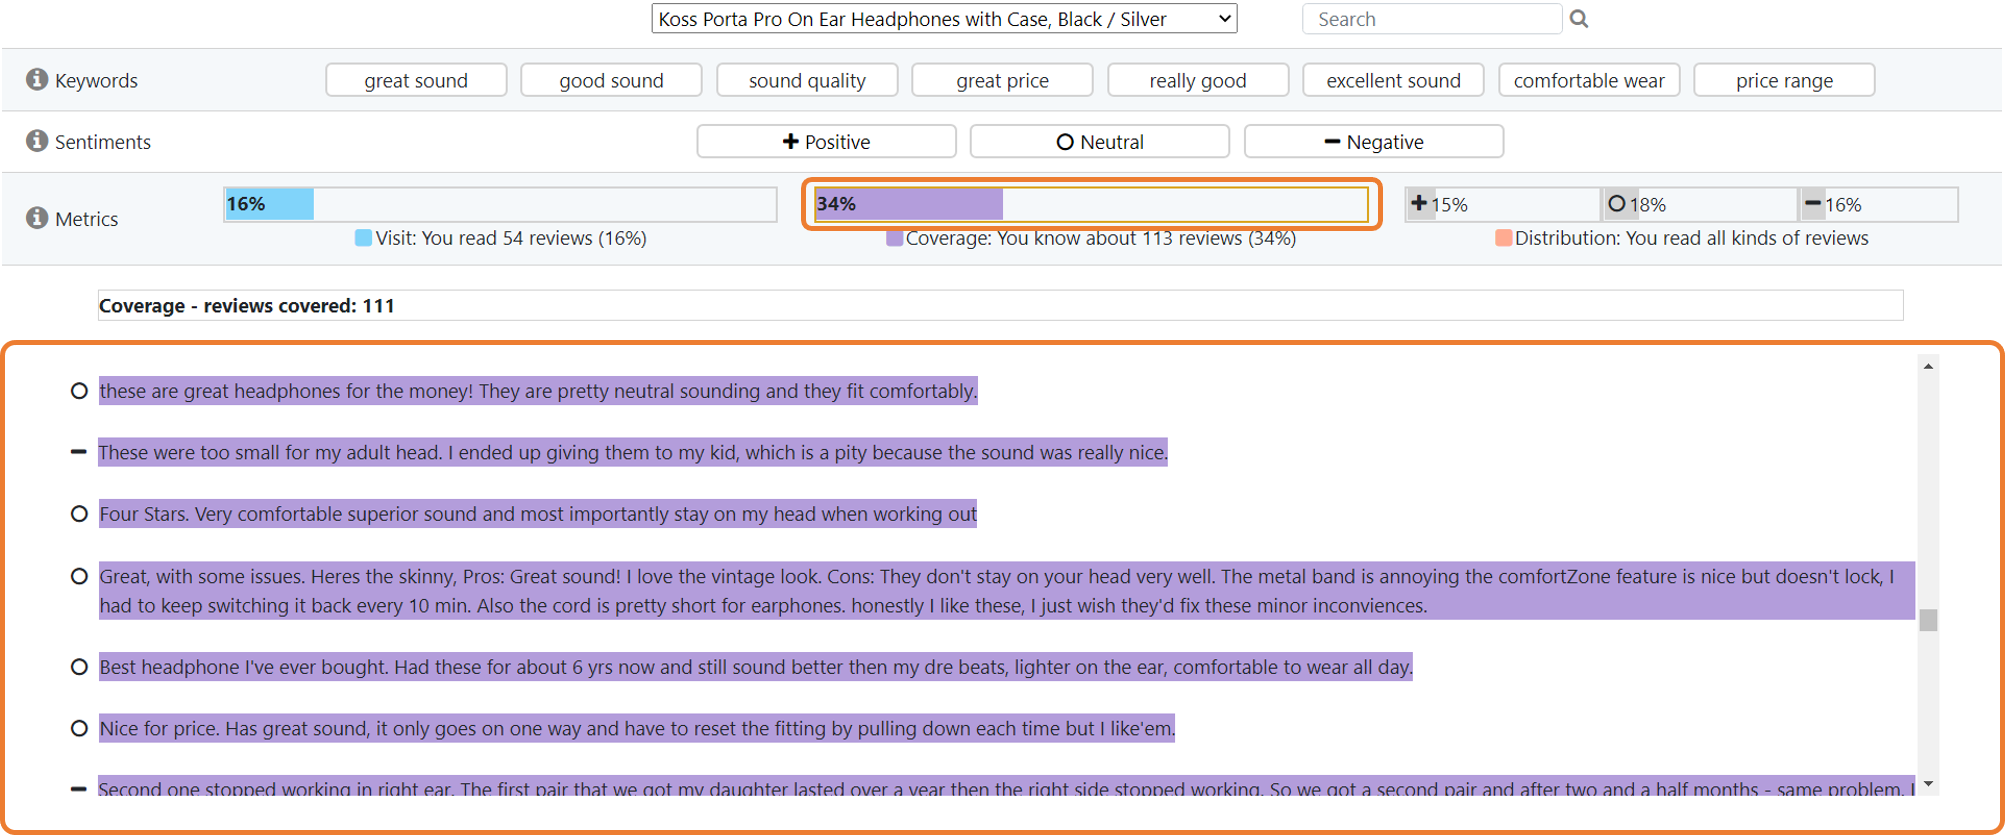 Koss Porta Pro On Ear Headphones with Case, Black / Silver
Search
Keywords
great sound
good sound
sound quality
great price
really good
excellent sound
comfortable wear
price range
Sentiments
Positive
Neutral
Negative
Metrics
16%
34%
15%
18%
16%
Visit: You read 54 reviews (16%)
Coverage: You know about 113 reviews (34%)
Distribution: You read all kinds of reviews
Coverage - reviews covered: 111
these are great headphones for the money! They are pretty neutral sounding and they fit comfortably.
These were too small for my adult head. I ended up giving them to my kid, which is a pity because the sound was really nice.
Four Stars. Very comfortable superior sound and most importantly stay on my head when working out
Great, with some issues. Heres the skinny, Pros: Great sound! I love the vintage look. Cons: They don't stay on your head very well. The metal band is annoying the comfortZone feature is nice but doesn't lock, I
had to keep switching it back every 10 min. Also the cord is pretty short for earphones. honestly I like these, I just wish they'd fix these minor inconviences.
Best headphone I've ever bought. Had these for about 6 yrs now and still sound better then my dre beats, lighter on the ear, comfortable to wear all day.
Nice for price. Has great sound, it only goes on one way and have to reset the fitting by pulling down each time but I like'em.
Second one stopped working in right ear. The first pair that we got my daughter lasted over a year then the right side stopped working. So we got a second pair and after two and a half months - same problem. I